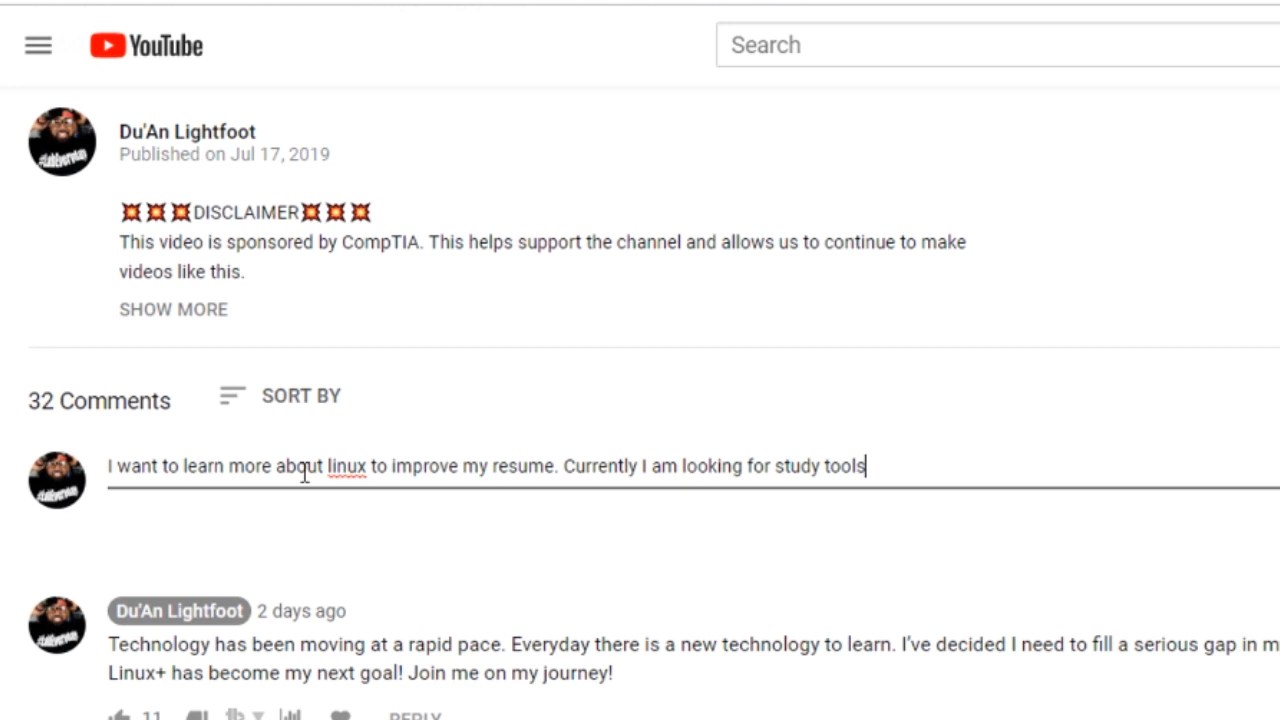 YouTube
Search
Du'An Lightfoot
Published on Jul 17, 2019
💥💥💥DISCLAIMER💥💥💥
This video is sponsored by CompTIA. This helps support the channel and allows us to continue to make
videos like this.
SHOW MORE
32 Comments
SORT BY
I want to learn more about linux to improve my resume. Currently I am looking for study tools
Du'An Lightfoot 2 days ago
Technology has been moving at a rapid pace. Everyday there is a new technology to learn. I've decided I need to fill a serious gap in
Linux+ has become my next goal! Join me on my journey!
11
REPLY